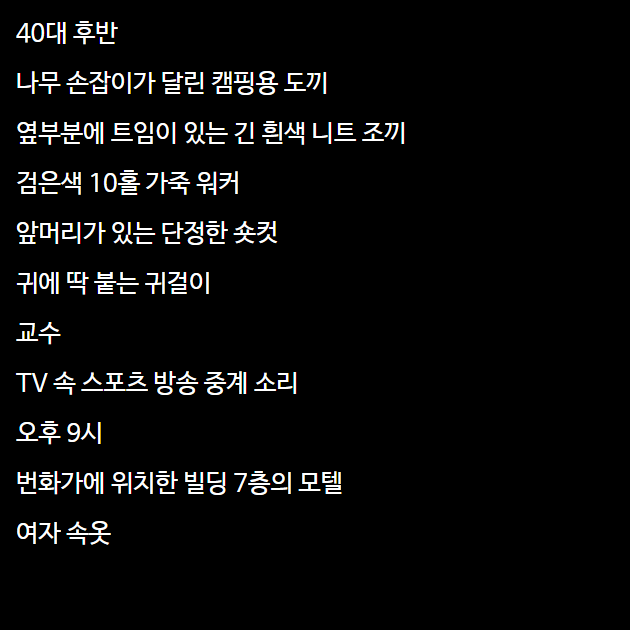 40대 후반
나무 손잡이가 달린 캠핑용 도끼
옆부분에 트임이 있는 긴 흰색 니트 조끼
검은색 10홀 가죽 워커
앞머리가 있는 단정한 숏컷
귀에 딱 붙는 귀걸이
교수
TV 속 스포츠 방송 중계 소리
오후 9시
번화가에 위치한 빌딩 7층의 모텔
여자 속옷